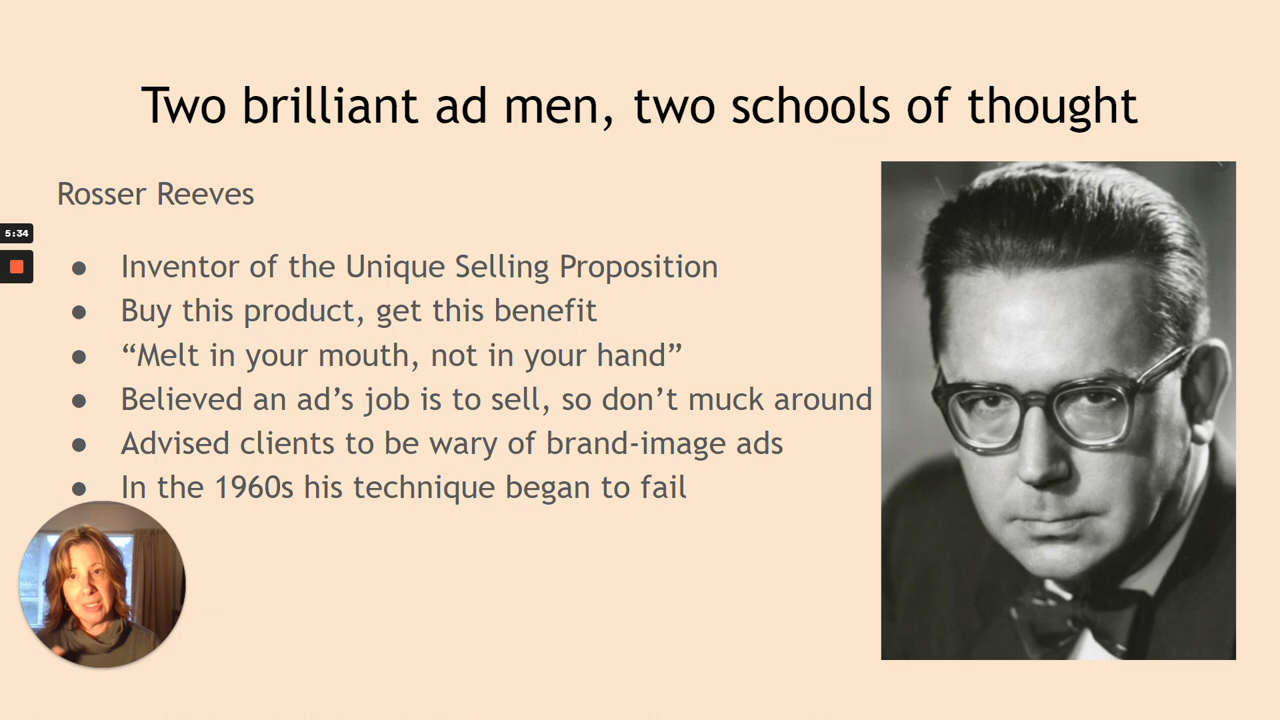 Two brilliant ad men, two schools of thought
Rosser Reeves
5:34
● Inventor of the Unique Selling Proposition
● Buy this product, get this benefit
● “Melt in your mouth, not in your hand”
● Believed an ad’s job is to sell, so don’t muck around
● Advised clients to be wary of brand-image ads
● In the 1960s his technique began to fail